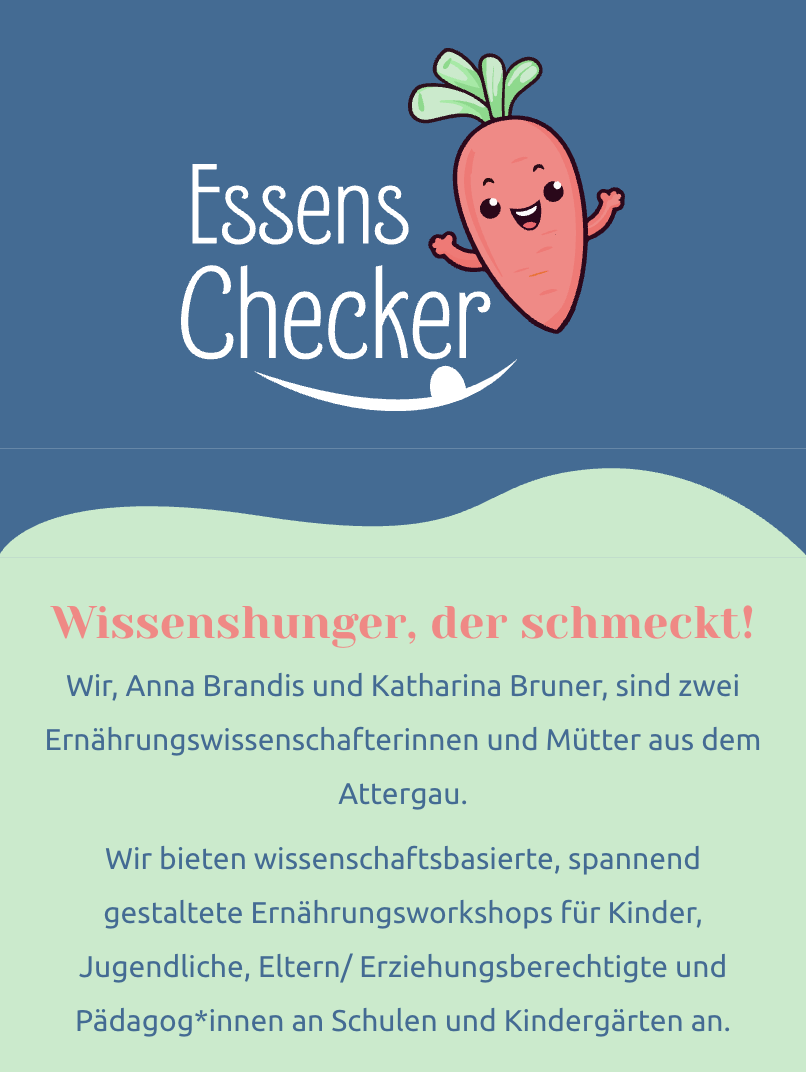 Essens
Checker
Wissenshunger, der schmeckt!
Wir, Anna Brandis und Katharina Bruner, sind zwei
Ernährungswissenschafterinnen und Mütter aus dem
Attergau.
Wir bieten wissenschaftsbasierte, spannend
gestaltete Ernährungsworkshops für Kinder,
Jugendliche, Eltern/ Erziehungsberechtigte und
Pädagog*innen an Schulen und Kindergärten an.